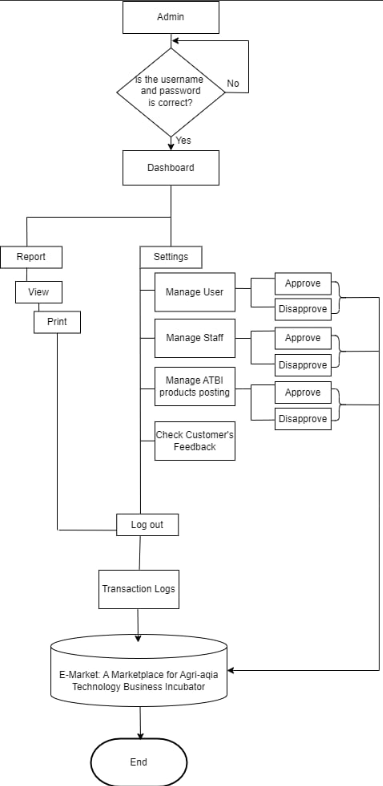 Admin
Is the username
and password
is correct?
No
Yes
Dashboard
Report
Settings
View
Print
Manage User
Approve
Disapprove
Manage Staff
Approve
Disapprove
Manage ATBI
products posting
Approve
Disapprove
Check Customer's
Feedback
Log out
Transaction Logs
E-Market: A Marketplace for Agri-aqia
Technology Business Incubator
End